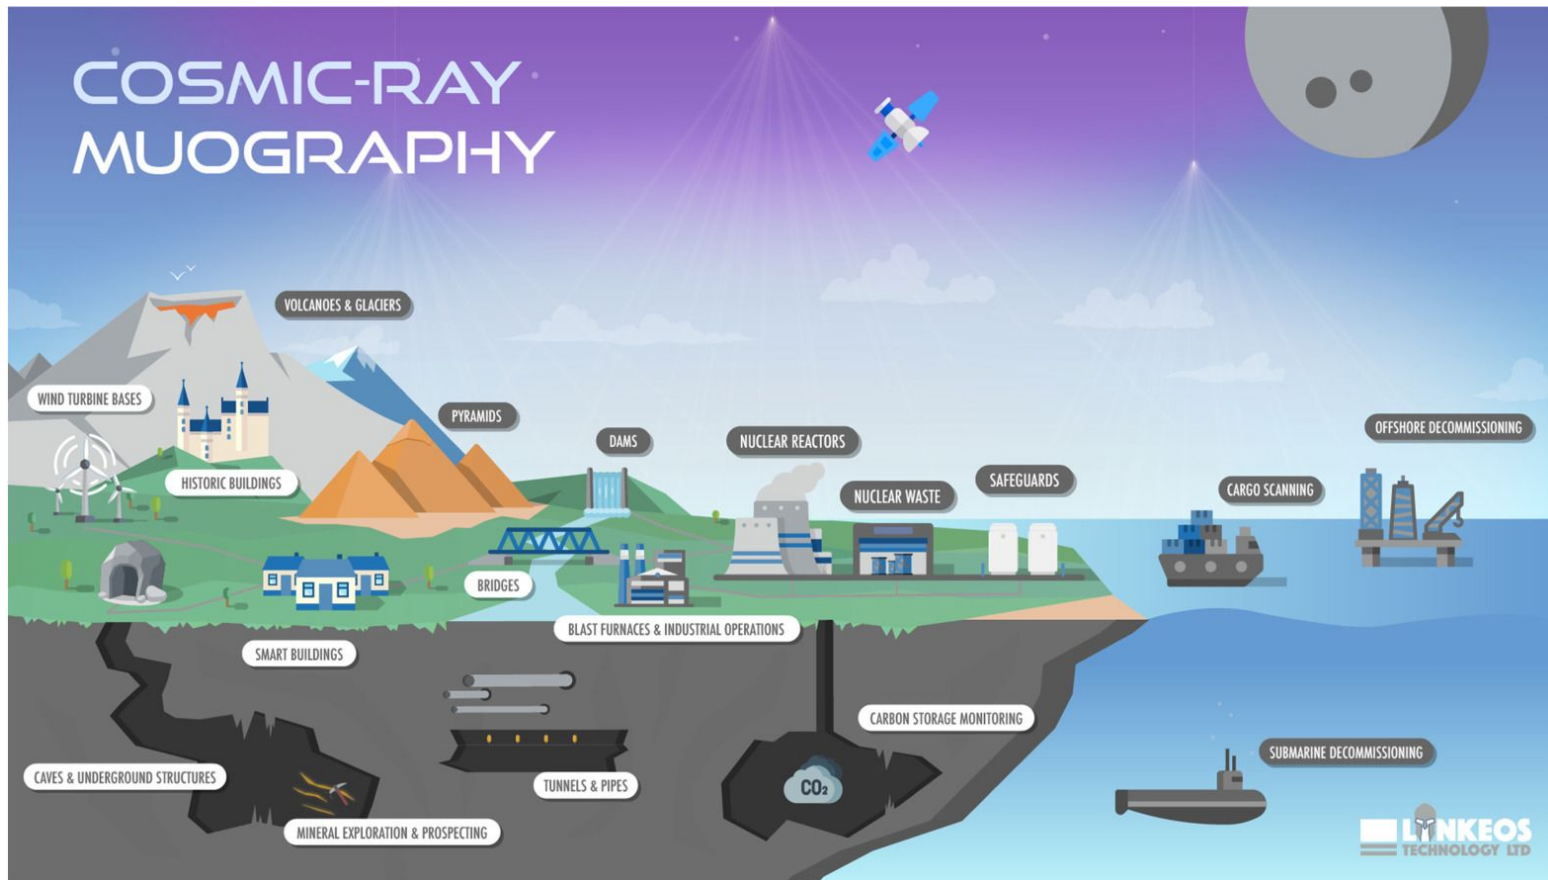 COSMIC-RAY
MUOGRAPHY
VOLCANOES & GLACIERS
WIND TURBINE BASES
PYRAMIDS
HISTORIC BUILDINGS
DAMS
NUCLEAR REACTORS
NUCLEAR WASTE
SAFEGUARDS
CARGO SCANNING
OFFSHORE DECOMMISSIONING
BRIDGES
BLAST FURNACES & INDUSTRIAL OPERATIONS
SMART BUILDINGS
CARBON STORAGE MONITORING
CAVES & UNDERGROUND STRUCTURES
TUNNELS & PIPES
CO₂
MINERAL EXPLORATION & PROSPECTING
SUBMARINE DECOMMISSIONING
LYNKEOS
TECHNOLOGY LTD